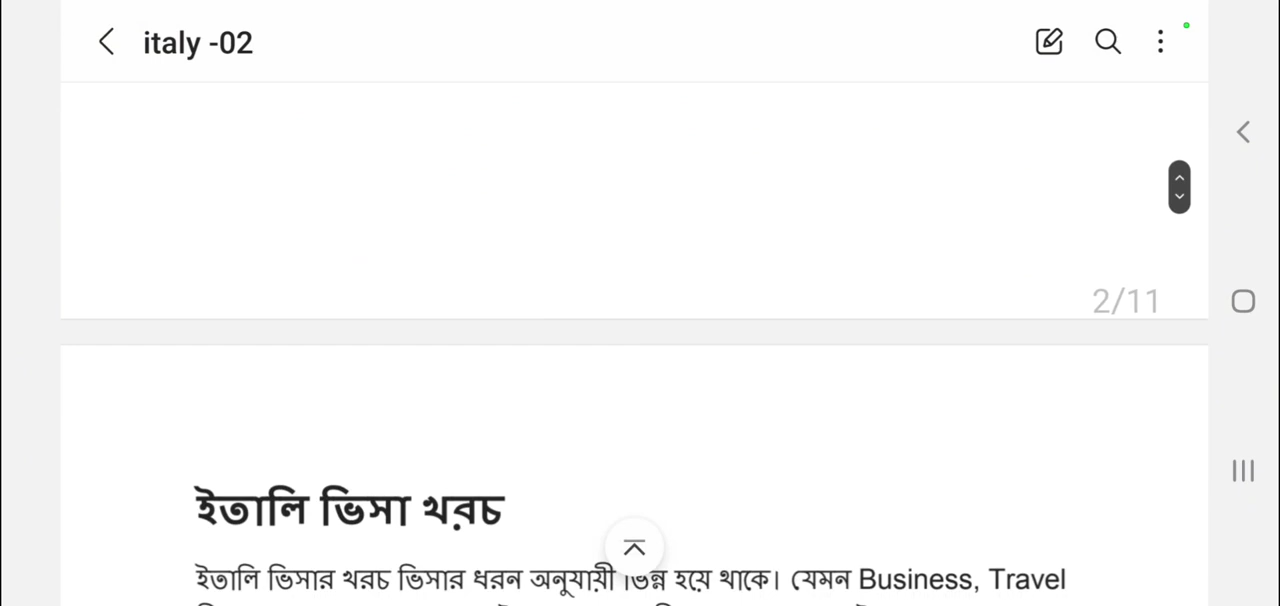 italy -02
2/11
ইতালি ভিসা খরচ
ইতালি ভিসার খরচ ভিসার ধরন অনুযায়ী ভিন্ন হয়ে থাকে। যেমন Business, Travel